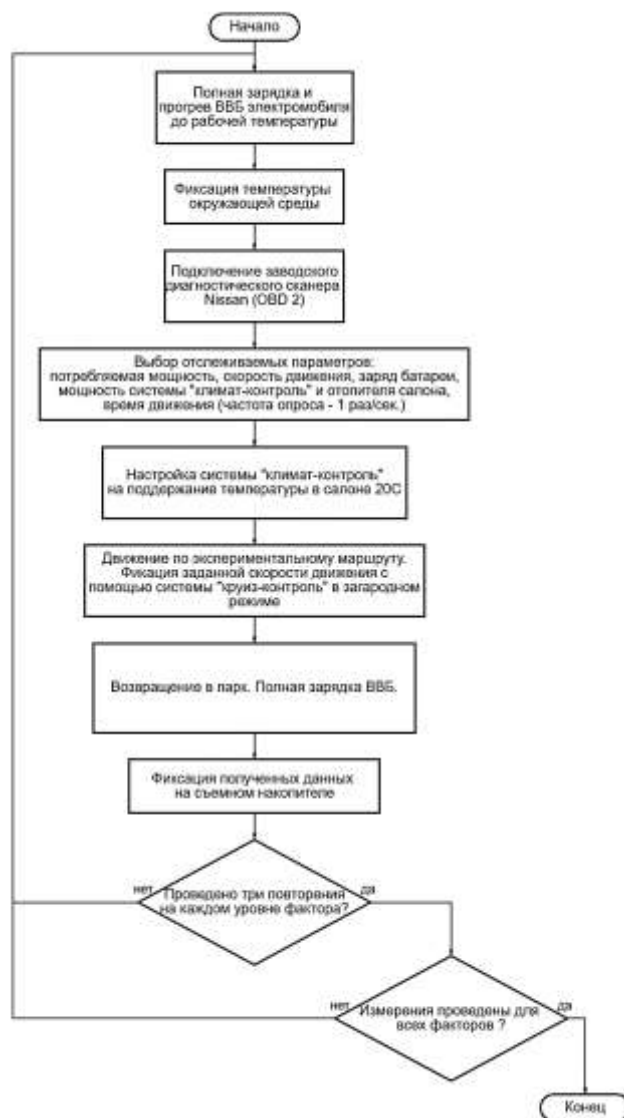 Начало
Полная зарядка и
прогрев ВВБ электромобиля
до рабочей температуры
Фиксация температуры
окружающей среды
Подключение заводского
диагностического сканера
Nissan (OBD 2)
Выбор отслеживаемых параметров:
потребляемая мощность, скорость движения, заряд батареи,
мощность системы "климат-контроль" и отопителя салона,
время движения (частота опроса - 1 раз/сек.)
Настройка системы "климат-контроль"
на поддержание температуры в салоне 20С
Движение по экспериментальному маршруту.
Фикация заданной скорости движения с
помощью системы "круиз-контроль" в загородном
режиме
Возвращение в парк. Полная зарядка ВВБ.
Фиксация полученных данных
на съемном накопителе
нет
Проведено три повторения
на каждом уровне фактора?
да
нет
Измерения проведены для
всех факторов ?
да
Конец